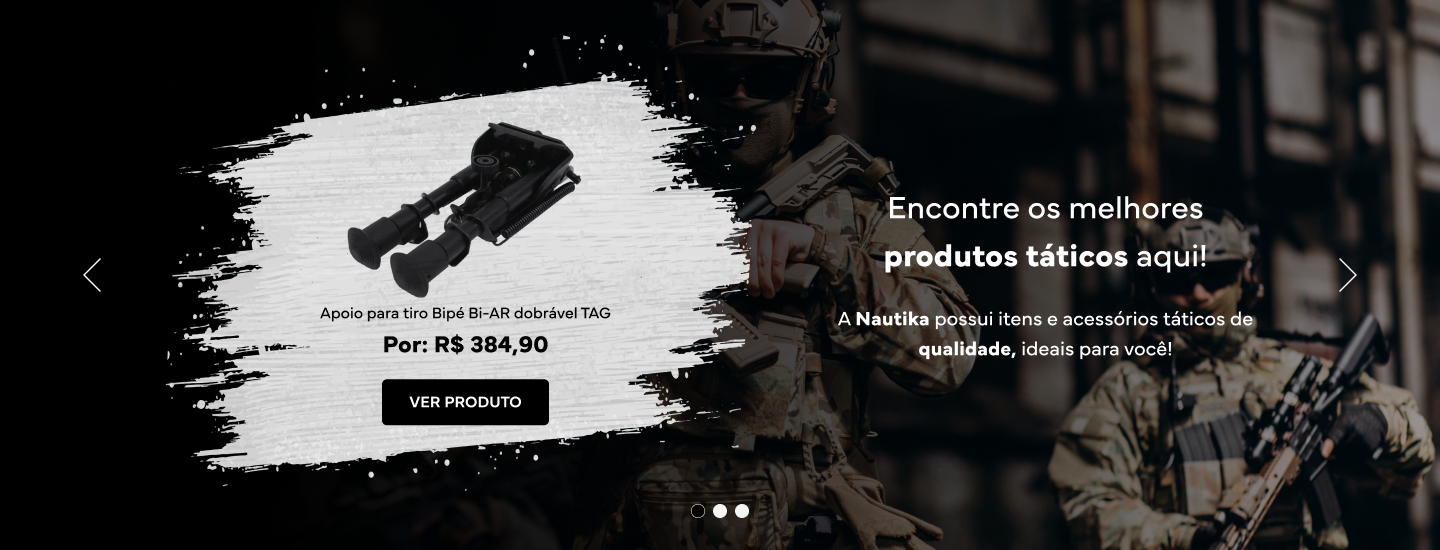 Apoio para tiro Bipé Bi-AR dobrável TAG
Por: R$ 384,90
VER PRODUTO
Encontre os melhores
produtos táticos aqui!
A Nautika possui itens e acessórios táticos de
qualidade, ideais para você!